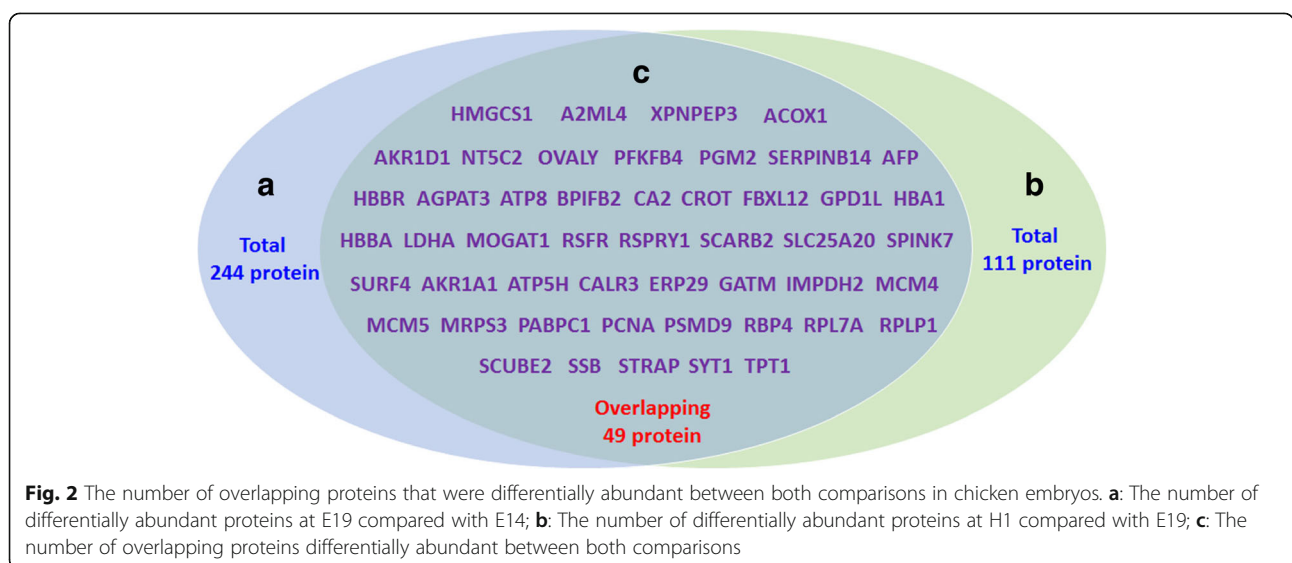 c
HMGCS1 A2ML4 XPNPEP3 ACOX1
AKR1D1 NT5C2 OVALY PFKFB4 PGM2 SERPINB14 AFP
a
b
HBBR AGPAT3 ATP8 BPIFB2 CA2 CROT FBXL12 GPD1L HBA1
Total
244 protein
HBBA LDHA MOGAT1 RSFR RSPRY1 SCARB2 SLC25A20 SPINK7
Total
111 protein
SURF4 AKR1A1 ATP5H CALR3 ERP29 GATM IMPDH2 MCM4
MCM5 MRPS3 PABPC1 PCNA PSMD9 RBP4 RPL7A RPLP1
SCUBE2 SSB STRAP SYT1 TPT1
Overlapping
49 protein
Fig. 2 The number of overlapping proteins that were differentially abundant between both comparisons in chicken embryos. a: The number of
differentially abundant proteins at E19 compared with E14; b: The number of differentially abundant proteins at H1 compared with E19; c: The
number of overlapping proteins differentially abundant between both comparisons